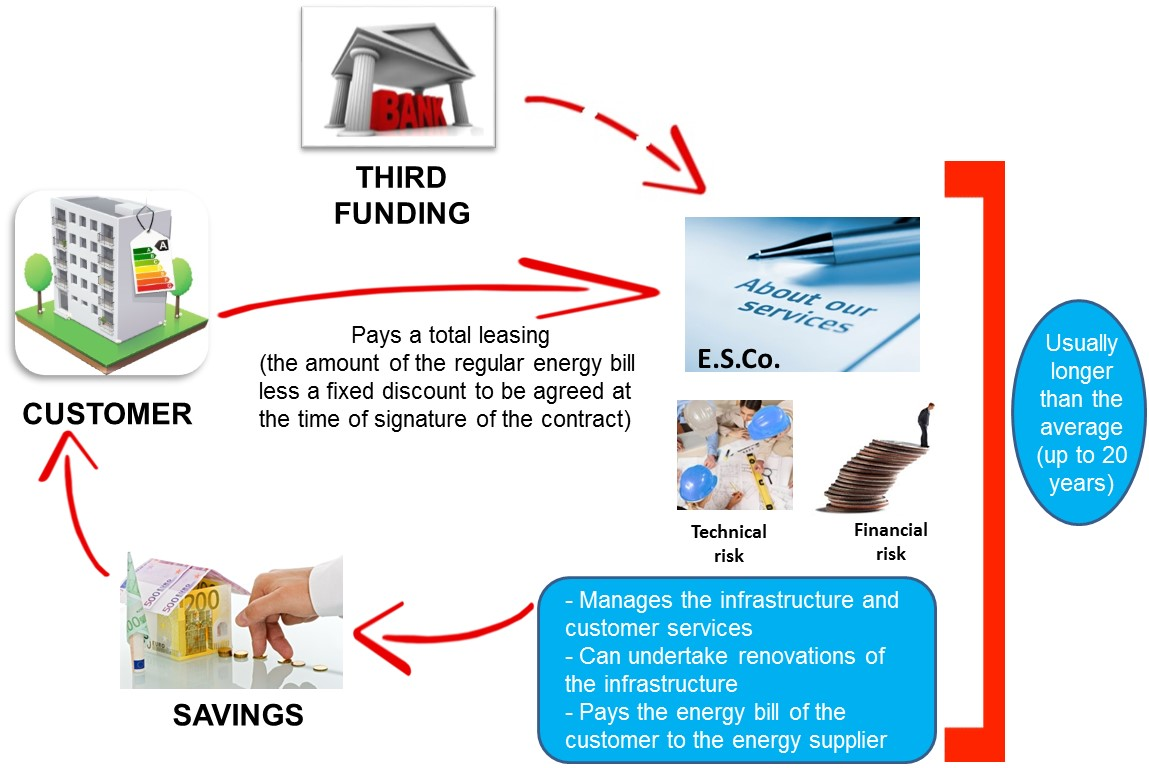 BANK
THIRD
FUNDING
A
About our
services
E.S.Co.
Pays a total leasing
(the amount of the regular energy bill
less a fixed discount to be agreed at
the time of signature of the contract)
CUSTOMER
Usually
longer
than the
average
(up to 20
years)
Technical
risk
Financial
risk
500
500
200
SAVINGS
- Manages the infrastructure and
customer services
- Can undertake renovations of
the infrastructure
- Pays the energy bill of the
customer to the energy supplier